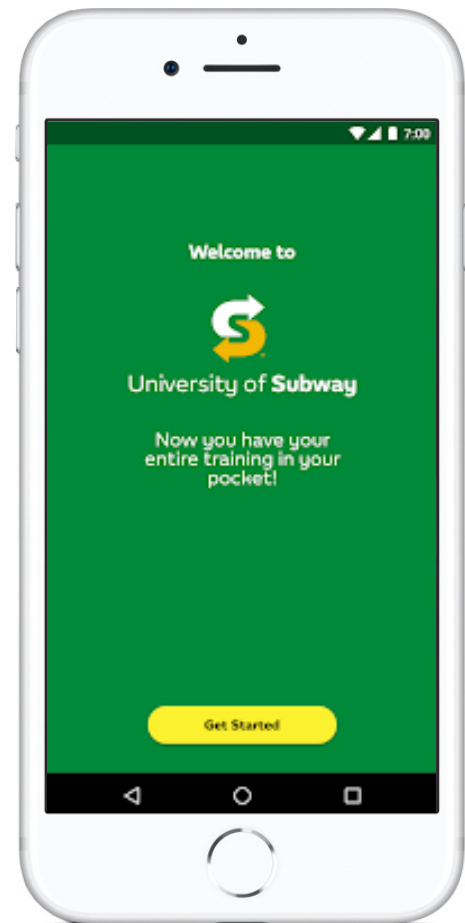 7:00
Welcome to
University of Subway
Now you have your
entire training in your
pocket!
Get Started